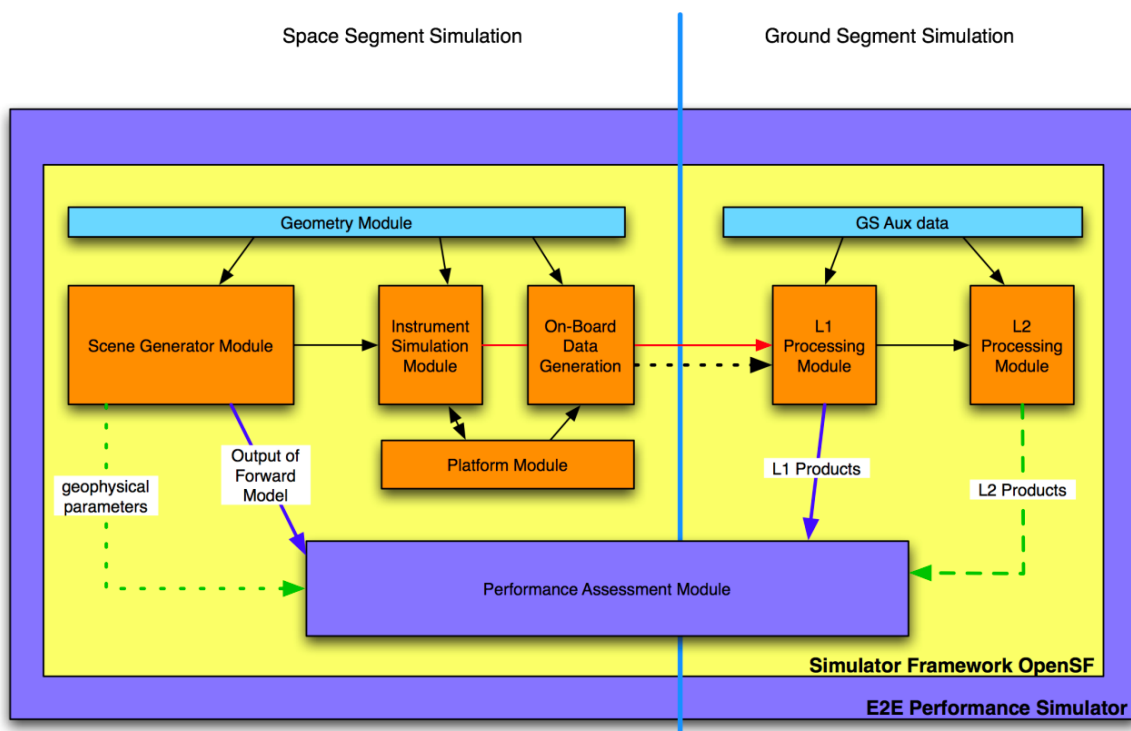 Space Segment Simulation
Ground Segment Simulation
Geometry Module
GS Aux data
Scene Generator Module
Instrument
Simulation
Module
On-Board
Data
Generation
L1
Processing
Module
L2
Processing
Module
Platform Module
Output of
Forward
Model
geophysical
parameters
L1 Products
L2 Products
Performance Assessment Module
Simulator Framework OpenSF
E2E Performance Simulator